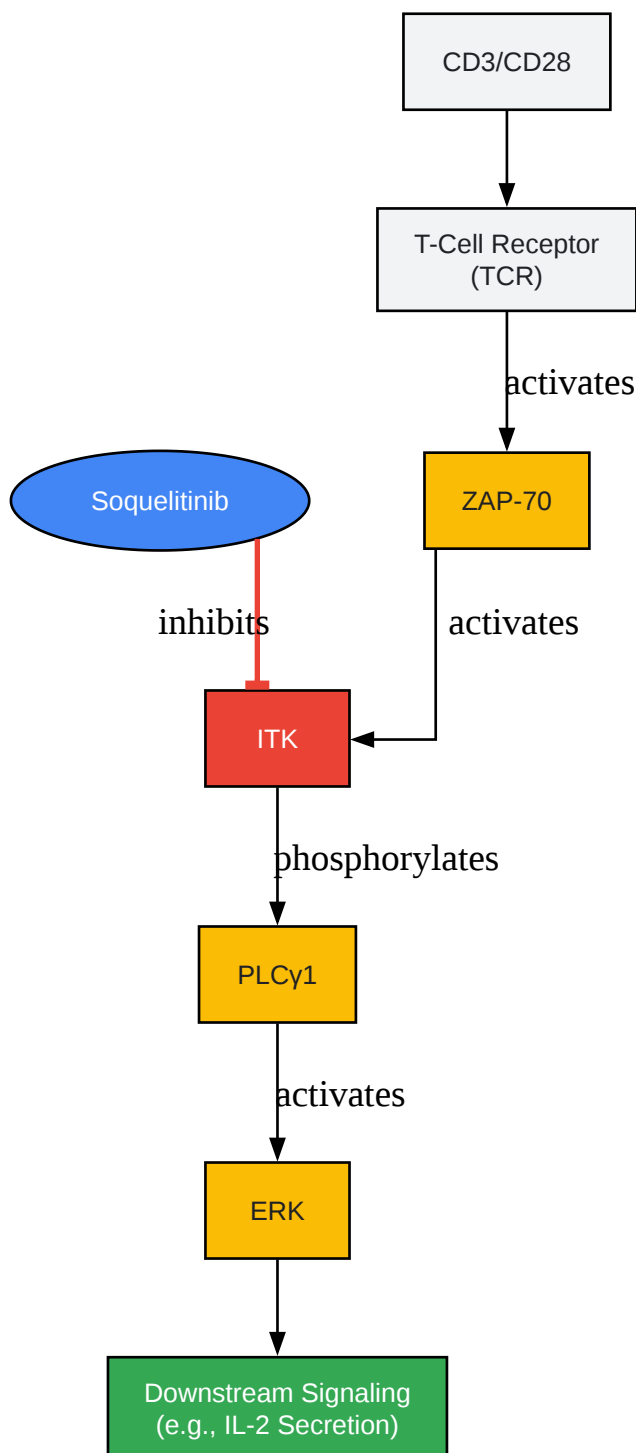 CD3/CD28
T-Cell Receptor
(TCR)
activates
Soquelitinib
ZAP-70
inhibits
activates
ITK
phosphorylates
PLCγ1
activates
ERK
Downstream Signaling
(e.g., IL-2 Secretion)